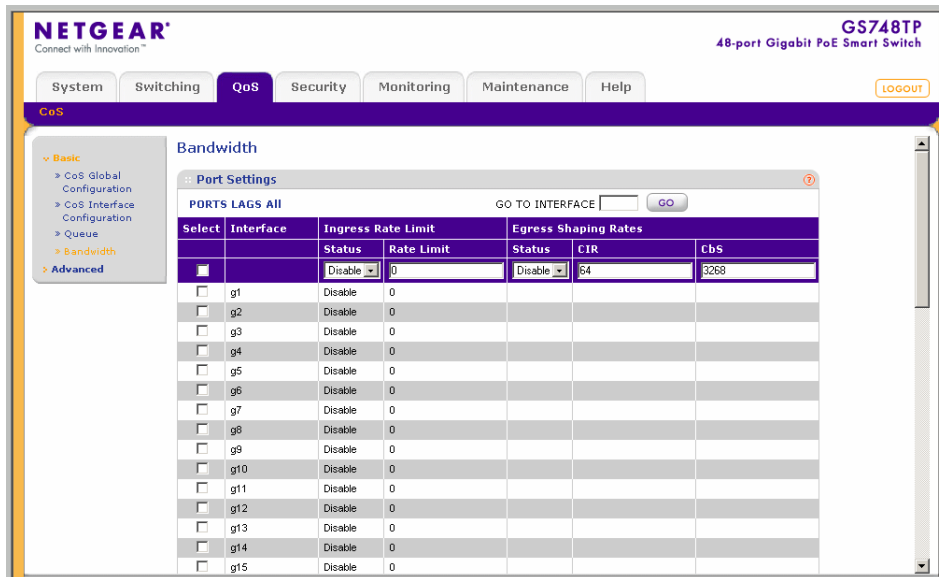 NETGEAR®
Connect with Innovation™
GS748TP
48-port Gigabit PoE Smart Switch
System Switching QoS Security Monitoring Maintenance Help LOGOUT
CoS
Basic
» CoS Global
Configuration
» CoS Interface
Configuration
» Queue
» Bandwidth
> Advanced
Bandwidth
:: Port Settings ?
PORTS LAGS All GO TO INTERFACE GO
Select Interface Ingress Rate Limit Egress Shaping Rates
Status Rate Limit Status CIR CbS
Disable 0 Disable 64 3268
g1 Disable 0
g2 Disable 0
g3 Disable 0
g4 Disable 0
g5 Disable 0
g6 Disable 0
g7 Disable 0
g8 Disable 0
g9 Disable 0
g10 Disable 0
g11 Disable 0
g12 Disable 0
g13 Disable 0
g14 Disable 0
g15 Disable 0